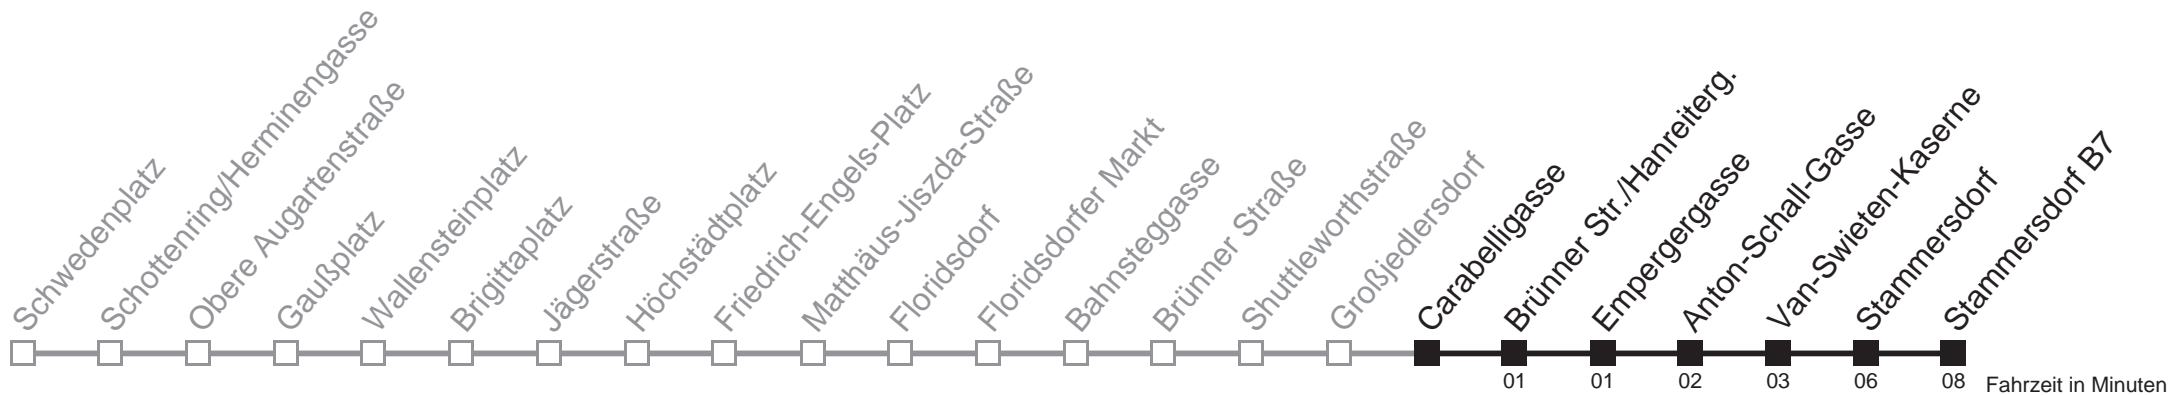 Schwedenplatz
Schottenring/Herminengasse
Obere Augartenstraße
Gaußplatz
Wallensteinplatz
Brigittaplatz
Jägerstraße
Höchstädtplatz
Friedrich-Engels-Platz
Matthäus-Jiszda-Straße
Floridsdorf
Floridsdorfer Markt
Bahnsteggasse
Brünner Straße
Shuttleworthstraße
Großjedlersdorf
Carabelligasse
Brünner Str./Hanreiterg.
Empergergasse
Anton-Schall-Gasse
Van-Swieten-Kaserne
Stammersdorf
Stammersdorf B7
01 01 02 03 06 08 Fahrzeit in Minuten